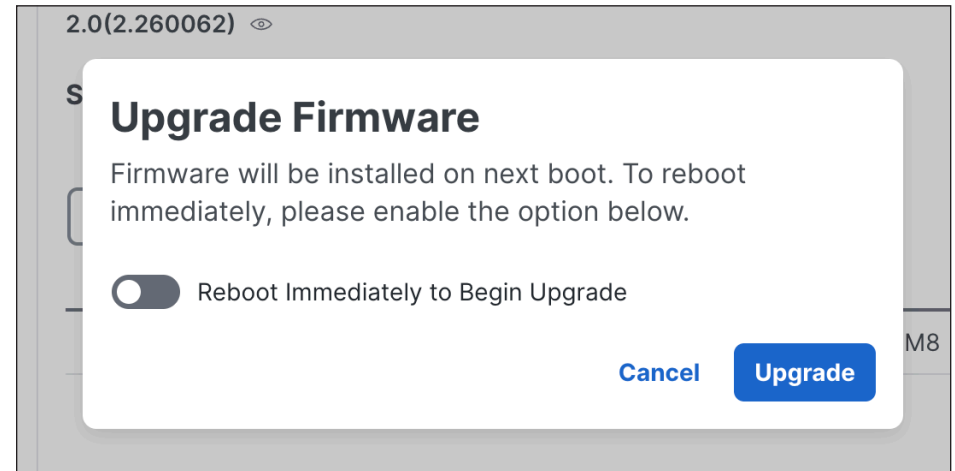 2.0(2.260062)
S
Upgrade Firmware
Firmware will be installed on next boot. To reboot
immediately, please enable the option below.
Reboot Immediately to Begin Upgrade
M8
Cancel
Upgrade